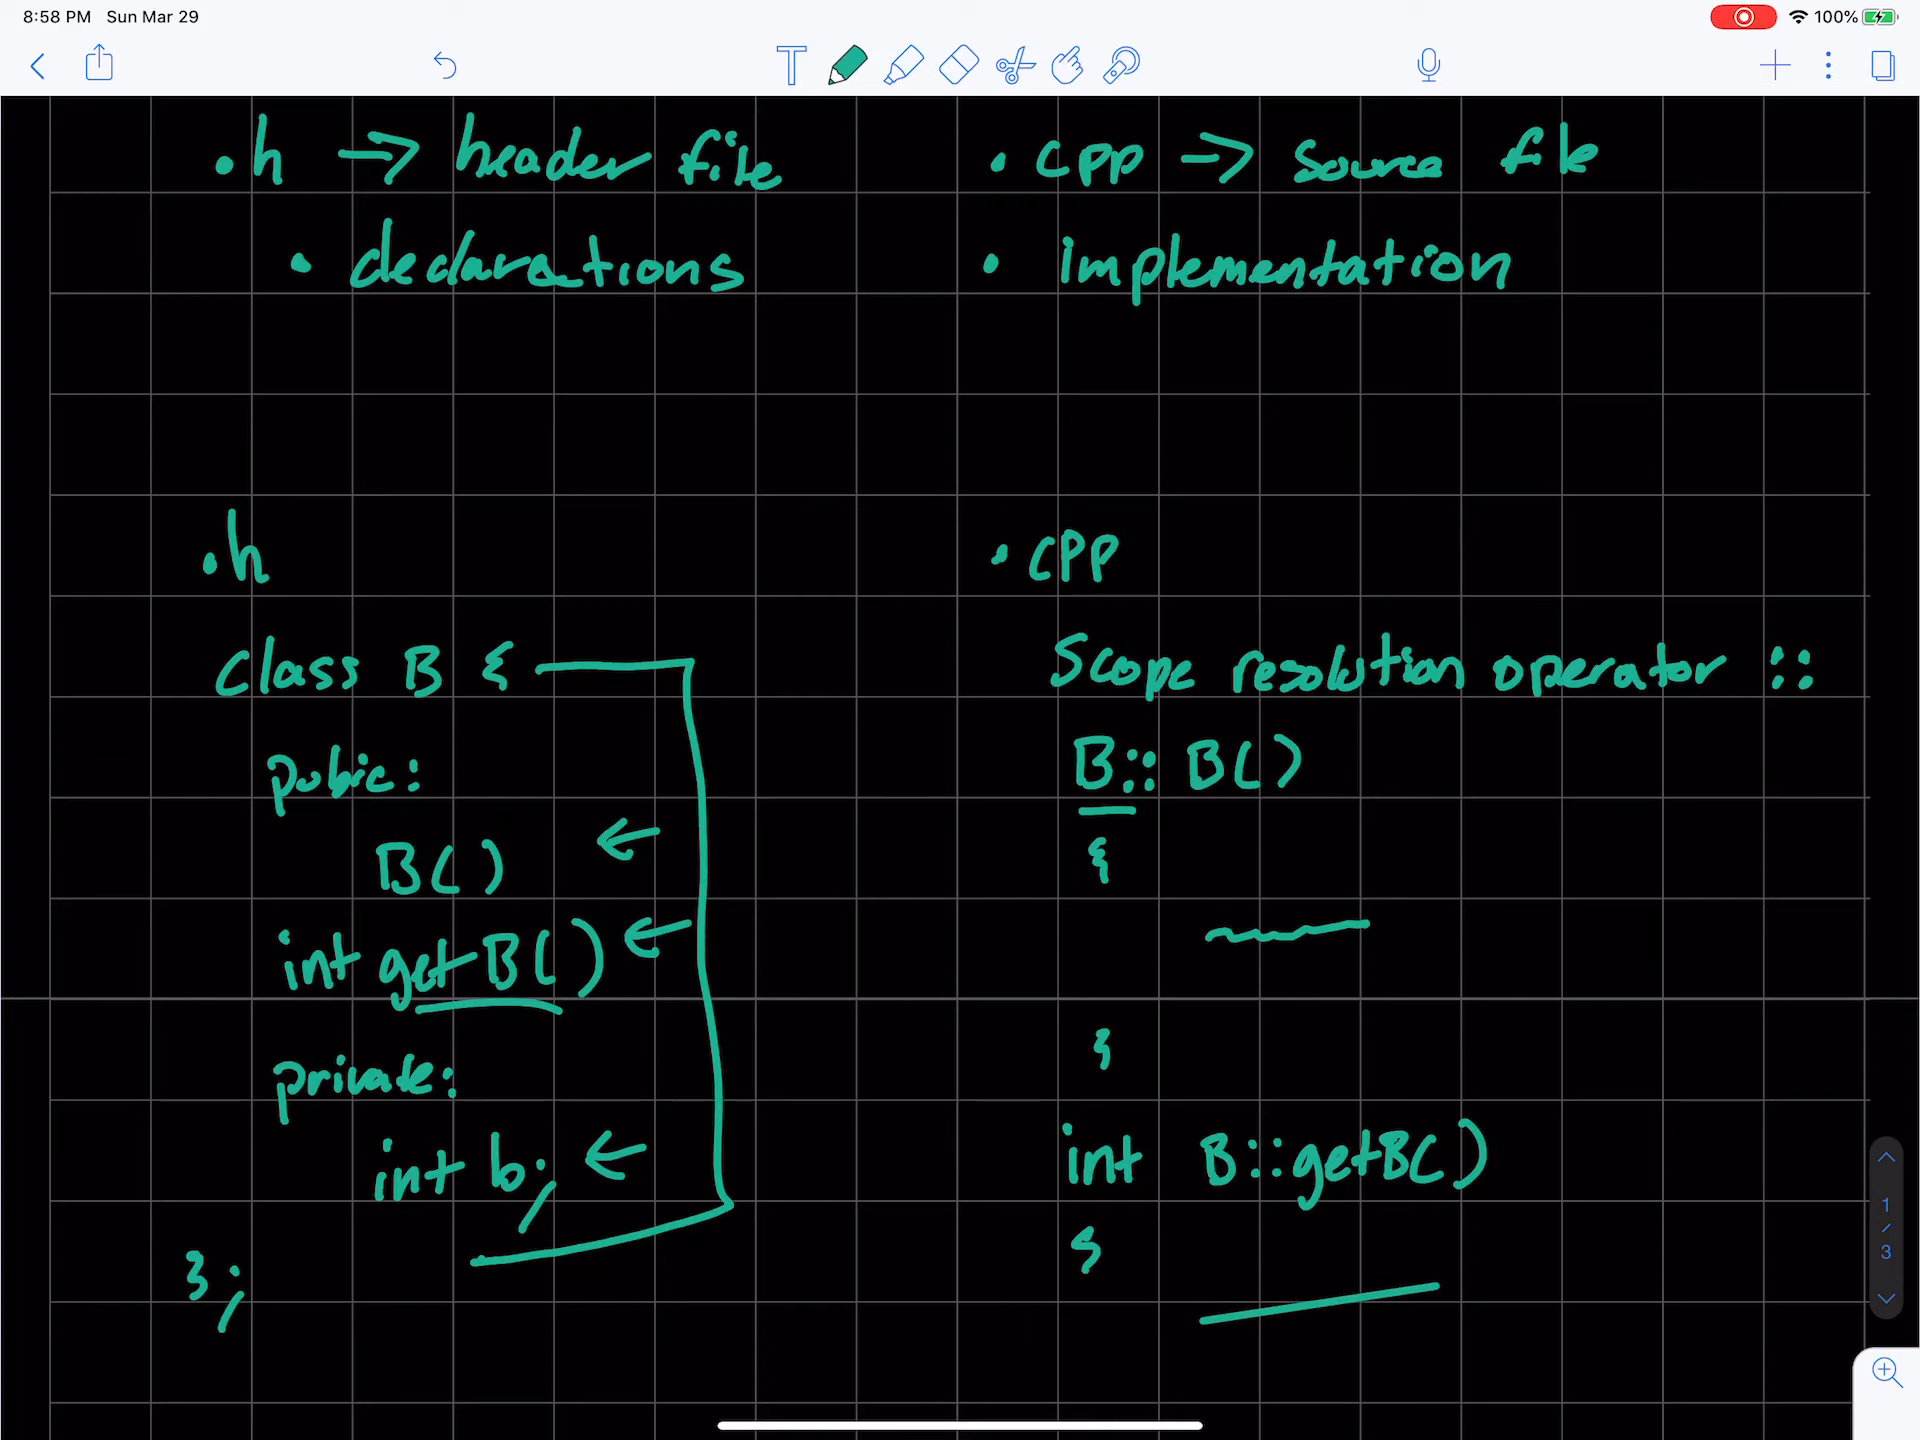 8:58 PM Sun Mar 29
100%
.h → header file
• declarations
.cpp → source file
• implementation
.h
class B {
pubic:
B()
int getB()
private:
int b;
};
.cpp
Scope resolution operator ::
B:: B()
{
}
int B::getB()
{
1
/
3